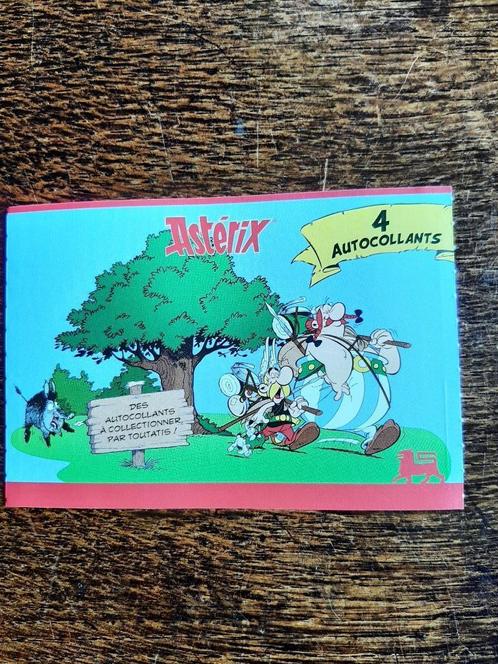 Astérix
4
AUTOCOLLANTS
DES
AUTOCOLLANTS
À COLLECTIONNER,
PAR TOUTATIS !